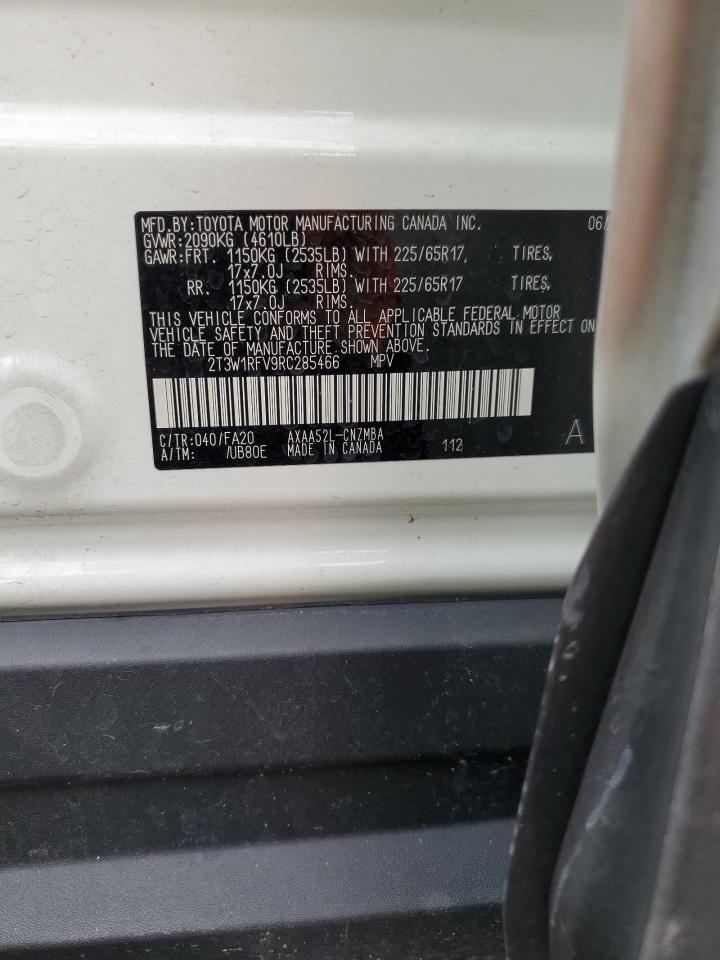 MFD.BY:TOYOTA MOTOR MANUFACTURING CANADA INC. 06/
GVWR:2090KG (4610LB)
GAWR:FRT. 1150KG (2535LB) WITH 225/65R17, TIRES,
17x7.0J RIMS.
RR. 1150KG (2535LB) WITH 225/65R17 TIRES,
17x7.0J RIMS.
THIS VEHICLE CONFORMS TO ALL APPLICABLE FEDERAL MOTOR
VEHICLE SAFETY AND THEFT PREVENTION STANDARDS IN EFFECT ON
THE DATE OF MANUFACTURE SHOWN ABOVE.
2T3W1RFV9RC285466 MPV
C/TR:040/FA20 AXAA52L-CNZMBA A
A/TM: /UB80E MADE IN CANADA 112